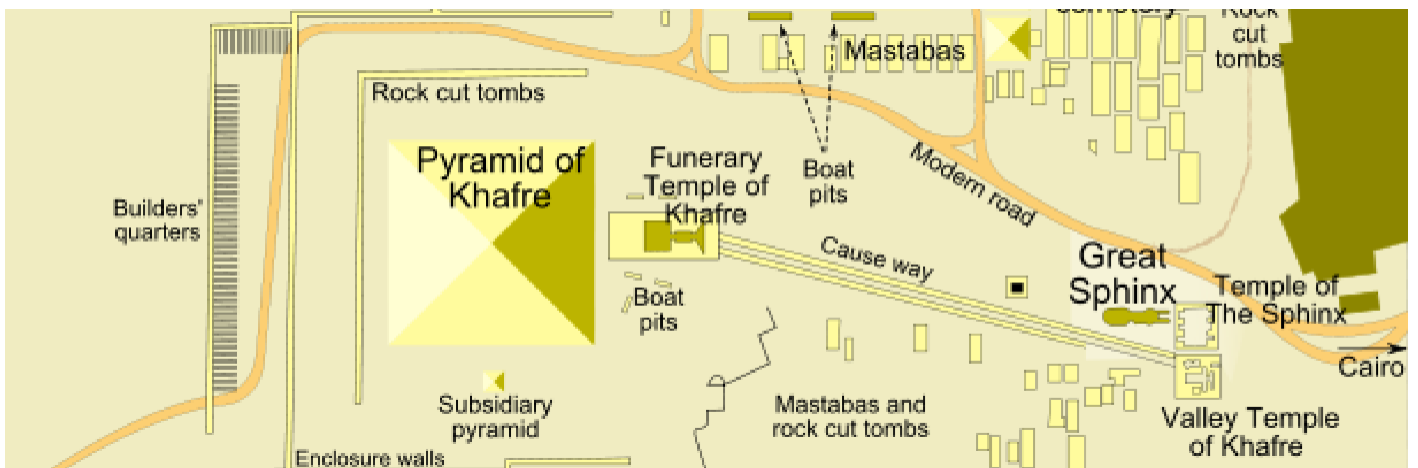 cemetery
Rock
cut
tombs
Mastabas
Rock cut tombs
Pyramid of
Khafre
Funerary
Temple of
Khafre
Boat
pits
Modern road
Builders'
quarters
Cause way
Great
Sphinx
Temple of
The Sphinx
Boat
pits
Cairo
Subsidiary
pyramid
Mastabas and
rock cut tombs
Valley Temple
of Khafre
Enclosure walls